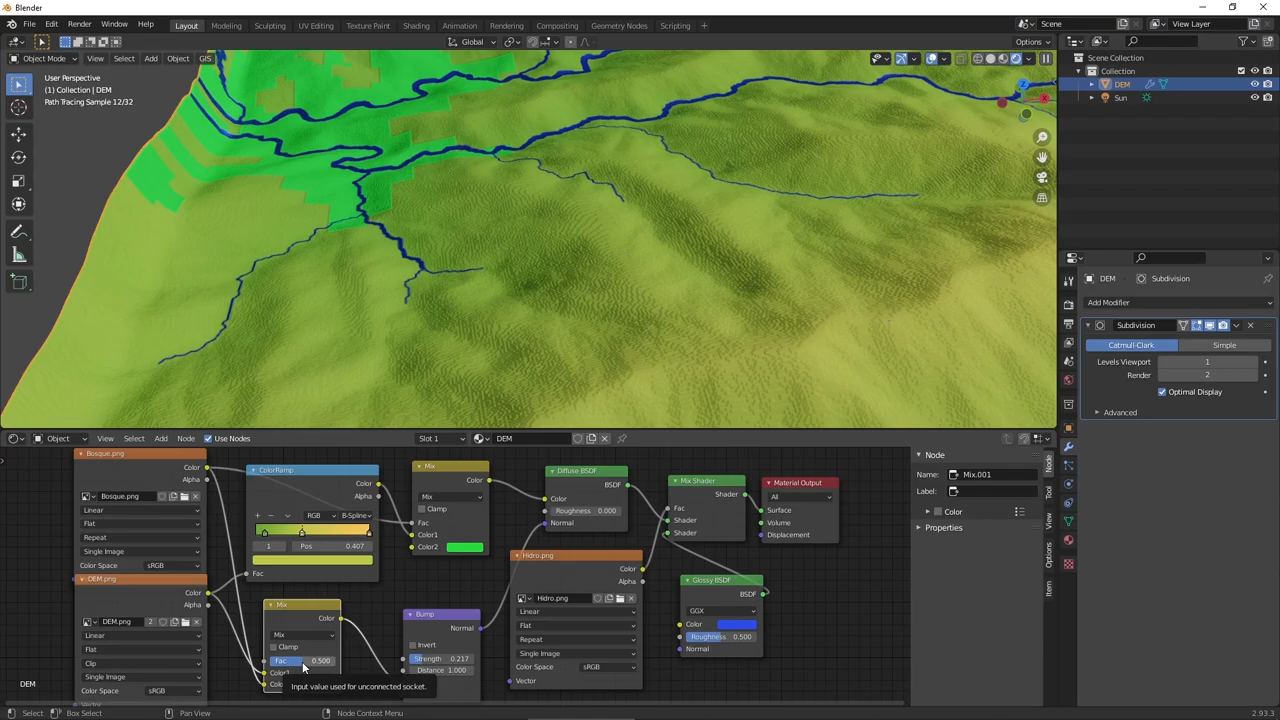 Blender
File Edit Render Window Help Layout Modeling Sculpting UV Editing Texture Paint Shading Animation Rendering Compositing Geometry Nodes Scripting + Scene View Layer
Global Options
Object Mode View Select Add Object GIS
User Perspective
(1) Collection | DEM
Path Tracing Sample 12/32
Scene Collection
Collection
DEM
Sun
DEM Subdivision
Add Modifier
Subdivision
Catmull-Clark Simple
Levels Viewport 1
Render 2
Optimal Display
Advanced
Object View Select Add Node Use Nodes Slot 1 DEM
Bosque.png
Color
Alpha
Bosque.png
Linear
Flat
Repeat
Single Image
Color Space sRGB
DEM.png
Color
Alpha
DEM.png 2
Linear
Flat
Clip
Single Image
Color Space sRGB
ColorRamp
Color
Alpha
RGB B-Spline
1 Pos 0.407
Fac
Mix
Color
Mix
Clamp
Fac 0.500
Color1
Input value used for unconnected socket.
Mix
Color
Mix
Clamp
Fac
Color1
Color2
Bump
Normal
Invert
Strength 0.217
Distance 1.000
Diffuse BSDF
BSDF
Color
Roughness 0.000
Normal
Hidro.png
Color
Alpha
Hidro.png
Linear
Flat
Repeat
Single Image
Color Space sRGB
Vector
Mix Shader
Shader
Fac
Shader
Shader
Glossy BSDF
BSDF
GGX
Color
Roughness 0.500
Normal
Material Output
All
Surface
Volume
Displacement
Node
Name: Mix.001
Label:
Color
Properties
Node
Tool
View
Options
Item
DEM
Select Box Select Pan View Node Context Menu 2.93.3